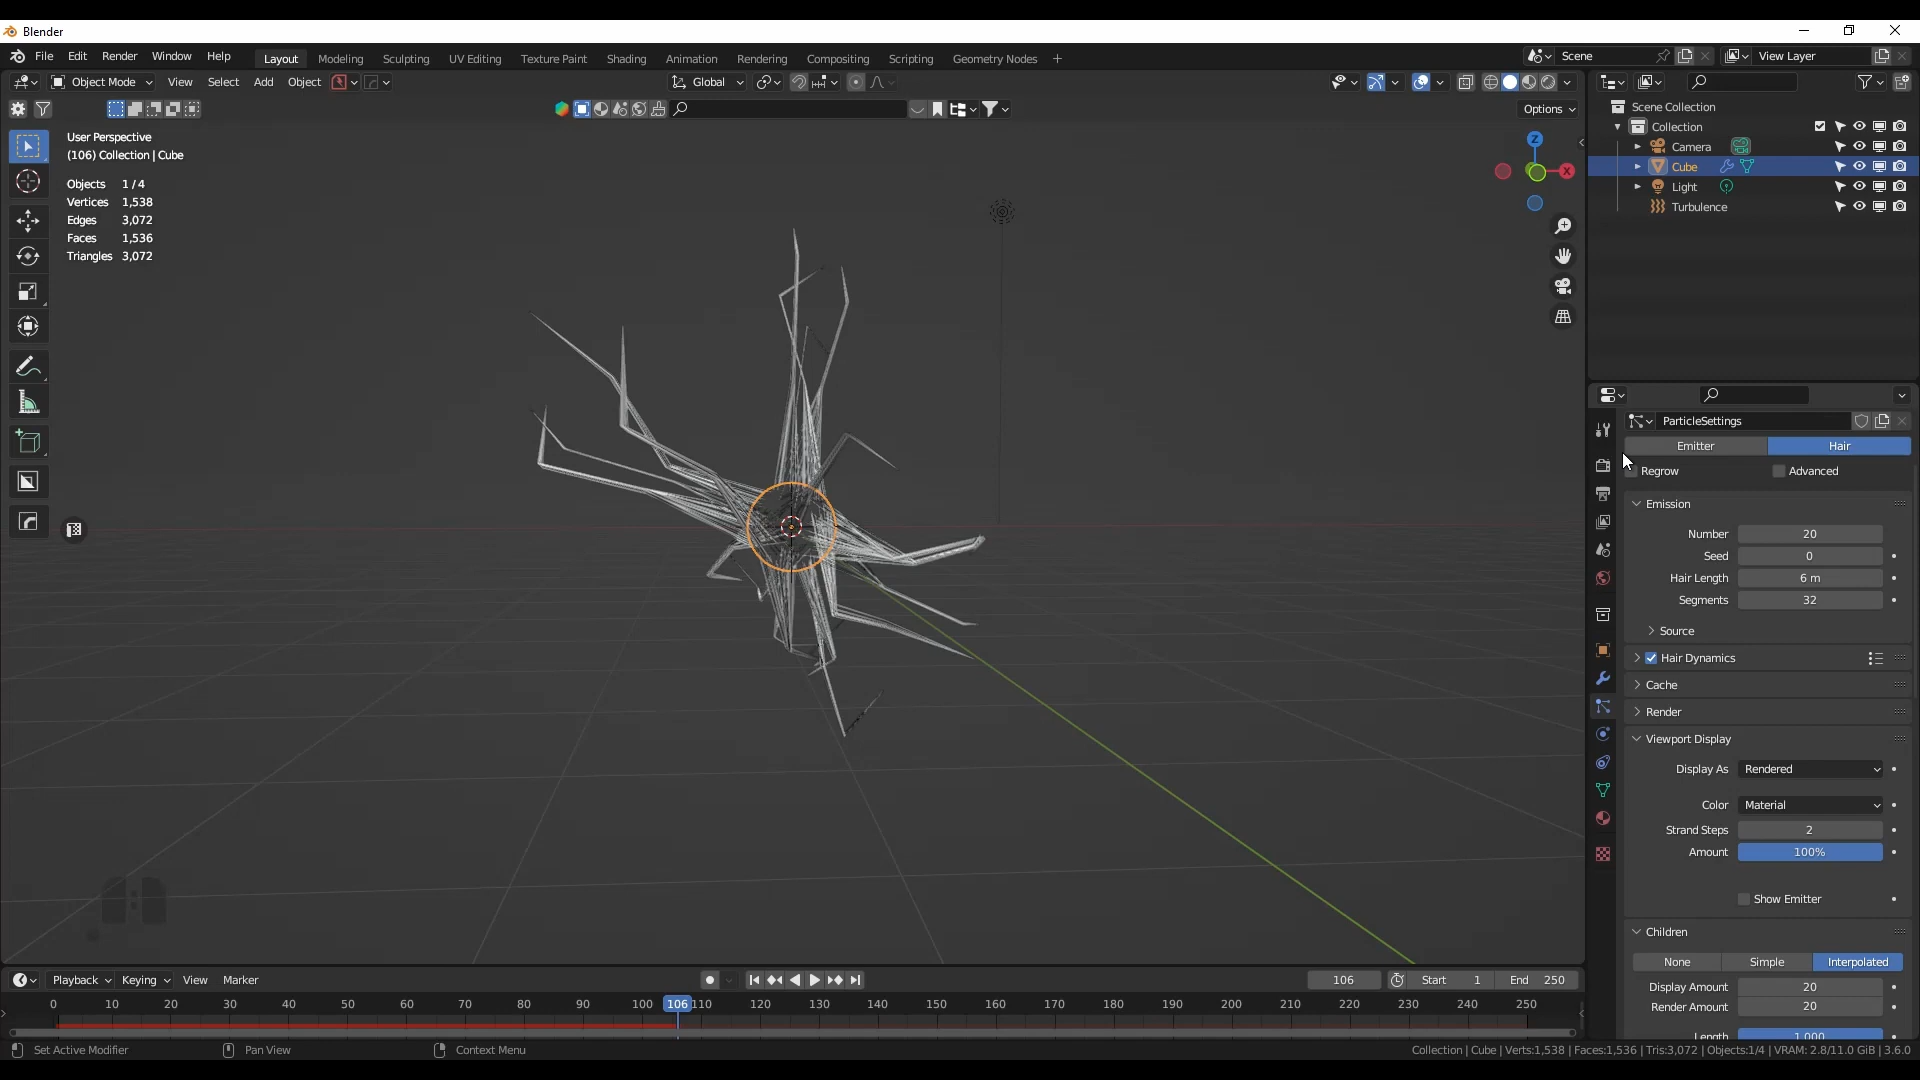 Blender
File Edit Render Window Help Layout Modeling Sculpting UV Editing Texture Paint Shading Animation Rendering Compositing Scripting Geometry Nodes + Scene View Layer
Object Mode View Select Add Object Global
Options
User Perspective
(106) Collection | Cube
Objects 1 / 4
Vertices 1,538
Edges 3,072
Faces 1,536
Triangles 3,072
Z
X
Scene Collection
Collection
Camera
Cube
Light
Turbulence
ParticleSettings
Emitter Hair
Regrow Advanced
Emission
Number 20
Seed 0
Hair Length 6 m
Segments 32
Source
Hair Dynamics
Cache
Render
Viewport Display
Display As Rendered
Color Material
Strand Steps 2
Amount 100%
Show Emitter
Children
None Simple Interpolated
Display Amount 20
Render Amount 20
Length 1.000
Playback Keying View Marker 106 Start 1 End 250
0 10 20 30 40 50 60 70 80 90 100 106 110 120 130 140 150 160 170 180 190 200 210 220 230 240 250
Set Active Modifier Pan View Context Menu Collection | Cube | Verts:1,538 | Faces:1,536 | Tris:3,072 | Objects:1/4 | VRAM: 2.8/11.0 GiB | 3.6.0